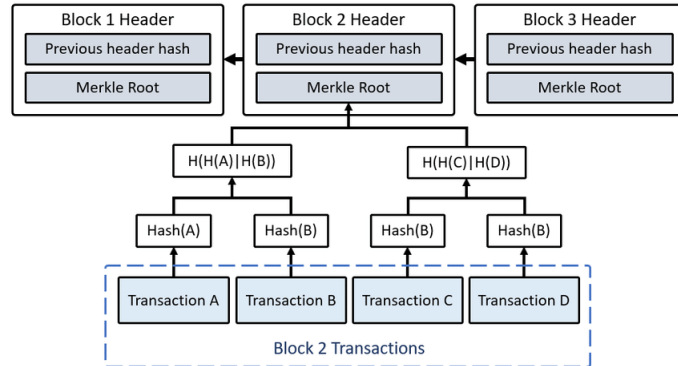 Block 1 Header
Block 2 Header
Block 3 Header
Previous header hash
Previous header hash
Previous header hash
Merkle Root
Merkle Root
Merkle Root
H(H(A)|H(B))
H(H(C)|H(D))
Hash(A)
Hash(B)
Hash(B)
Hash(B)
Transaction A
Transaction B
Transaction C
Transaction D
Block 2 Transactions